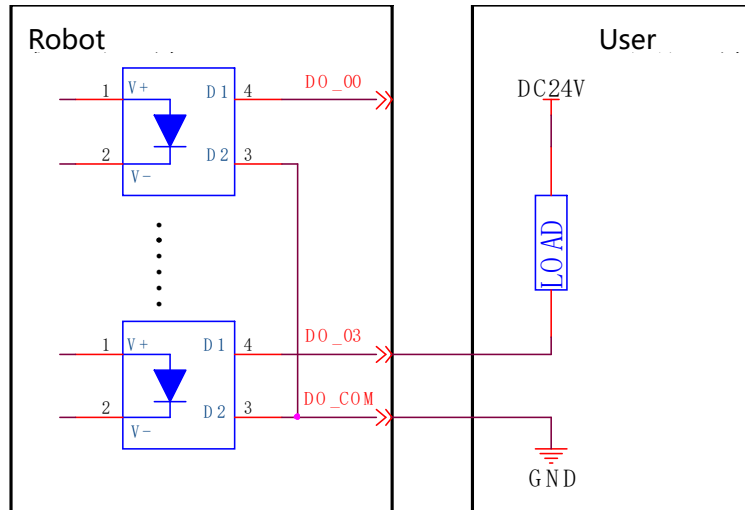 Robot
User
DO_00
DC24V
1 V+ D1 4
2 V- D2 3
LOAD
DO_03
1 V+ D1 4
DO_COM
2 V- D2 3
GND